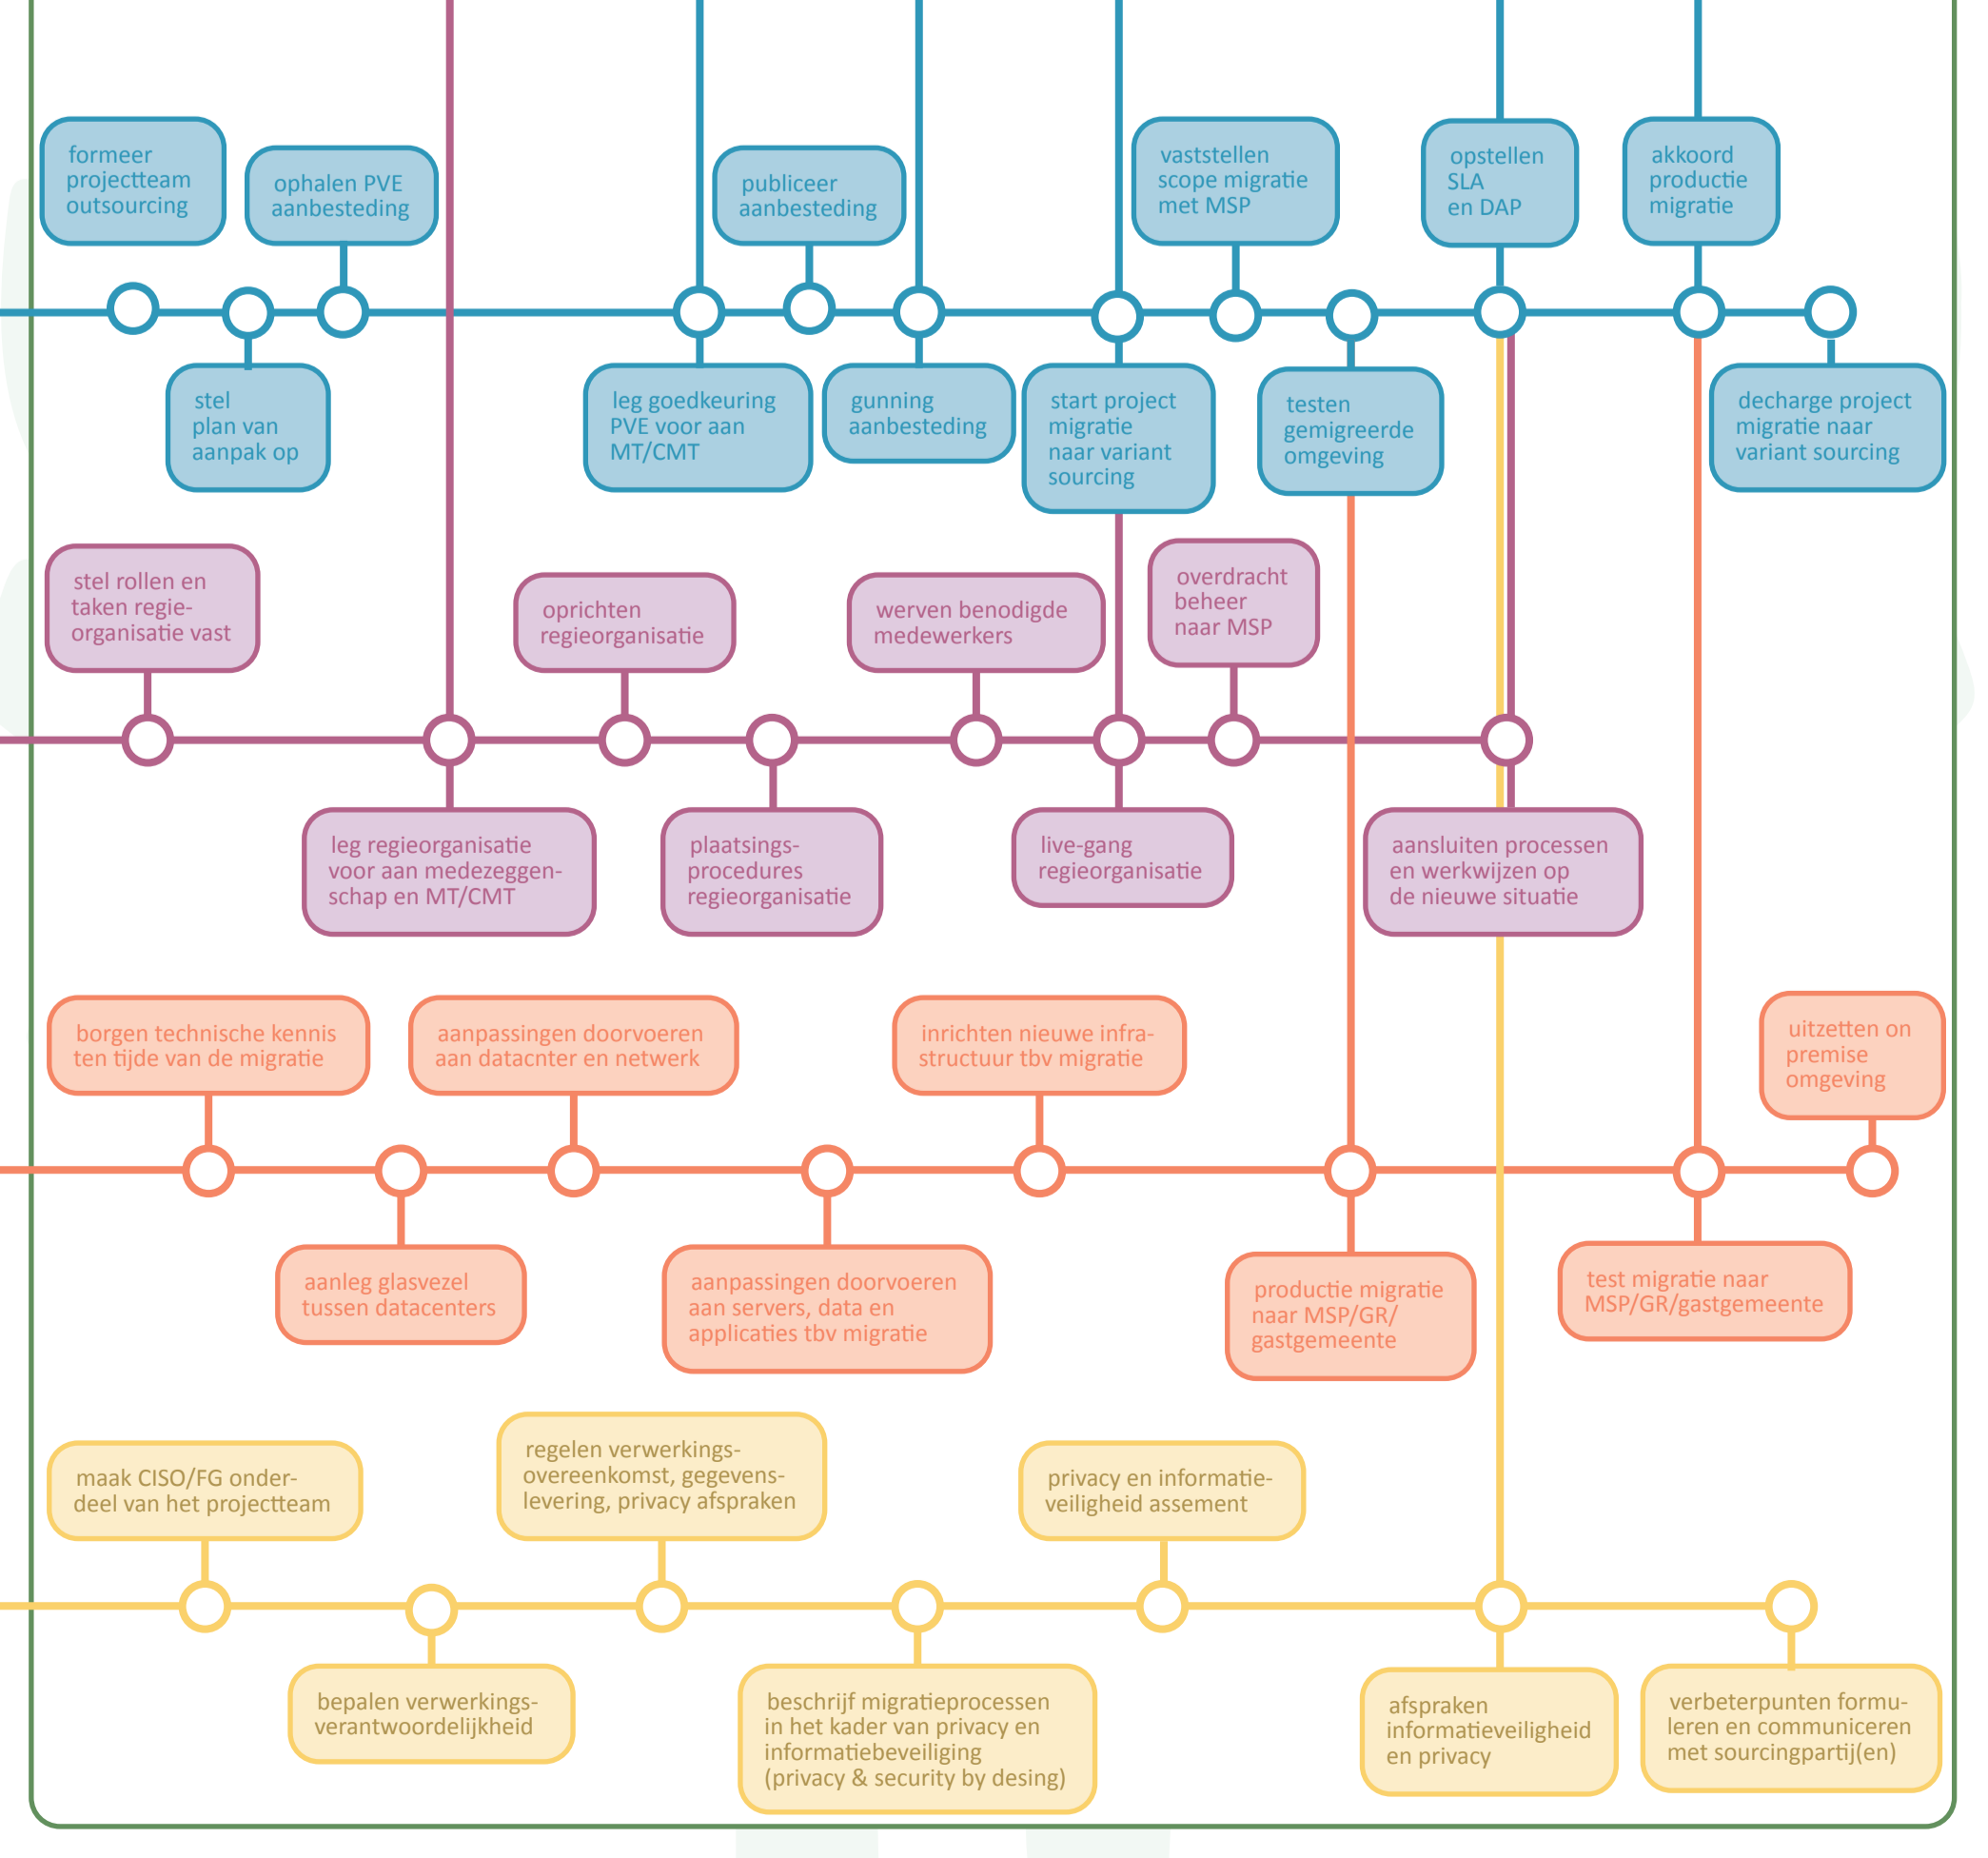 formeer
projectteam
outsourcing
ophalen PVE
aanbesteding
publiceer
aanbesteding
vaststellen
scope migratie
met MSP
opstellen
SLA
en DAP
akkoord
productie
migratie
stel
plan van
aanpak op
leg goedkeuring
PVE voor aan
MT/CMT
gunning
aanbesteding
start project
migratie
naar variant
sourcing
testen
gemigreerde
omgeving
decharge project
migratie naar
variant sourcing
stel rollen en
taken regie-
organisatie vast
oprichten
regieorganisatie
werven benodigde
medewerkers
overdracht
beheer
naar MSP
leg regieorganisatie
voor aan medezeggen-
schap en MT/CMT
plaatsings-
procedures
regieorganisatie
live-gang
regieorganisatie
aansluiten processen
en werkwijzen op
de nieuwe situatie
borgen technische kennis
ten tijde van de migratie
aanpassingen doorvoeren
aan datacnter en netwerk
inrichten nieuwe infra-
structuur tbv migratie
uitzetten on
premise
omgeving
aanleg glasvezel
tussen datacenters
aanpassingen doorvoeren
aan servers, data en
applicaties tbv migratie
productie migratie
naar MSP/GR/
gastgemeente
test migratie naar
MSP/GR/gastgemeente
maak CISO/FG onder-
deel van het projectteam
regelen verwerkings-
overeenkomst, gegevens-
levering, privacy afspraken
privacy en informatie-
veiligheid assement
bepalen verwerkings-
verantwoordelijkheid
beschrijf migratieprocessen
in het kader van privacy en
informatiebeveiliging
(privacy & security by desing)
afspraken
informatieveiligheid
en privacy
verbeterpunten formu-
leren en communiceren
met sourcingpartij(en)